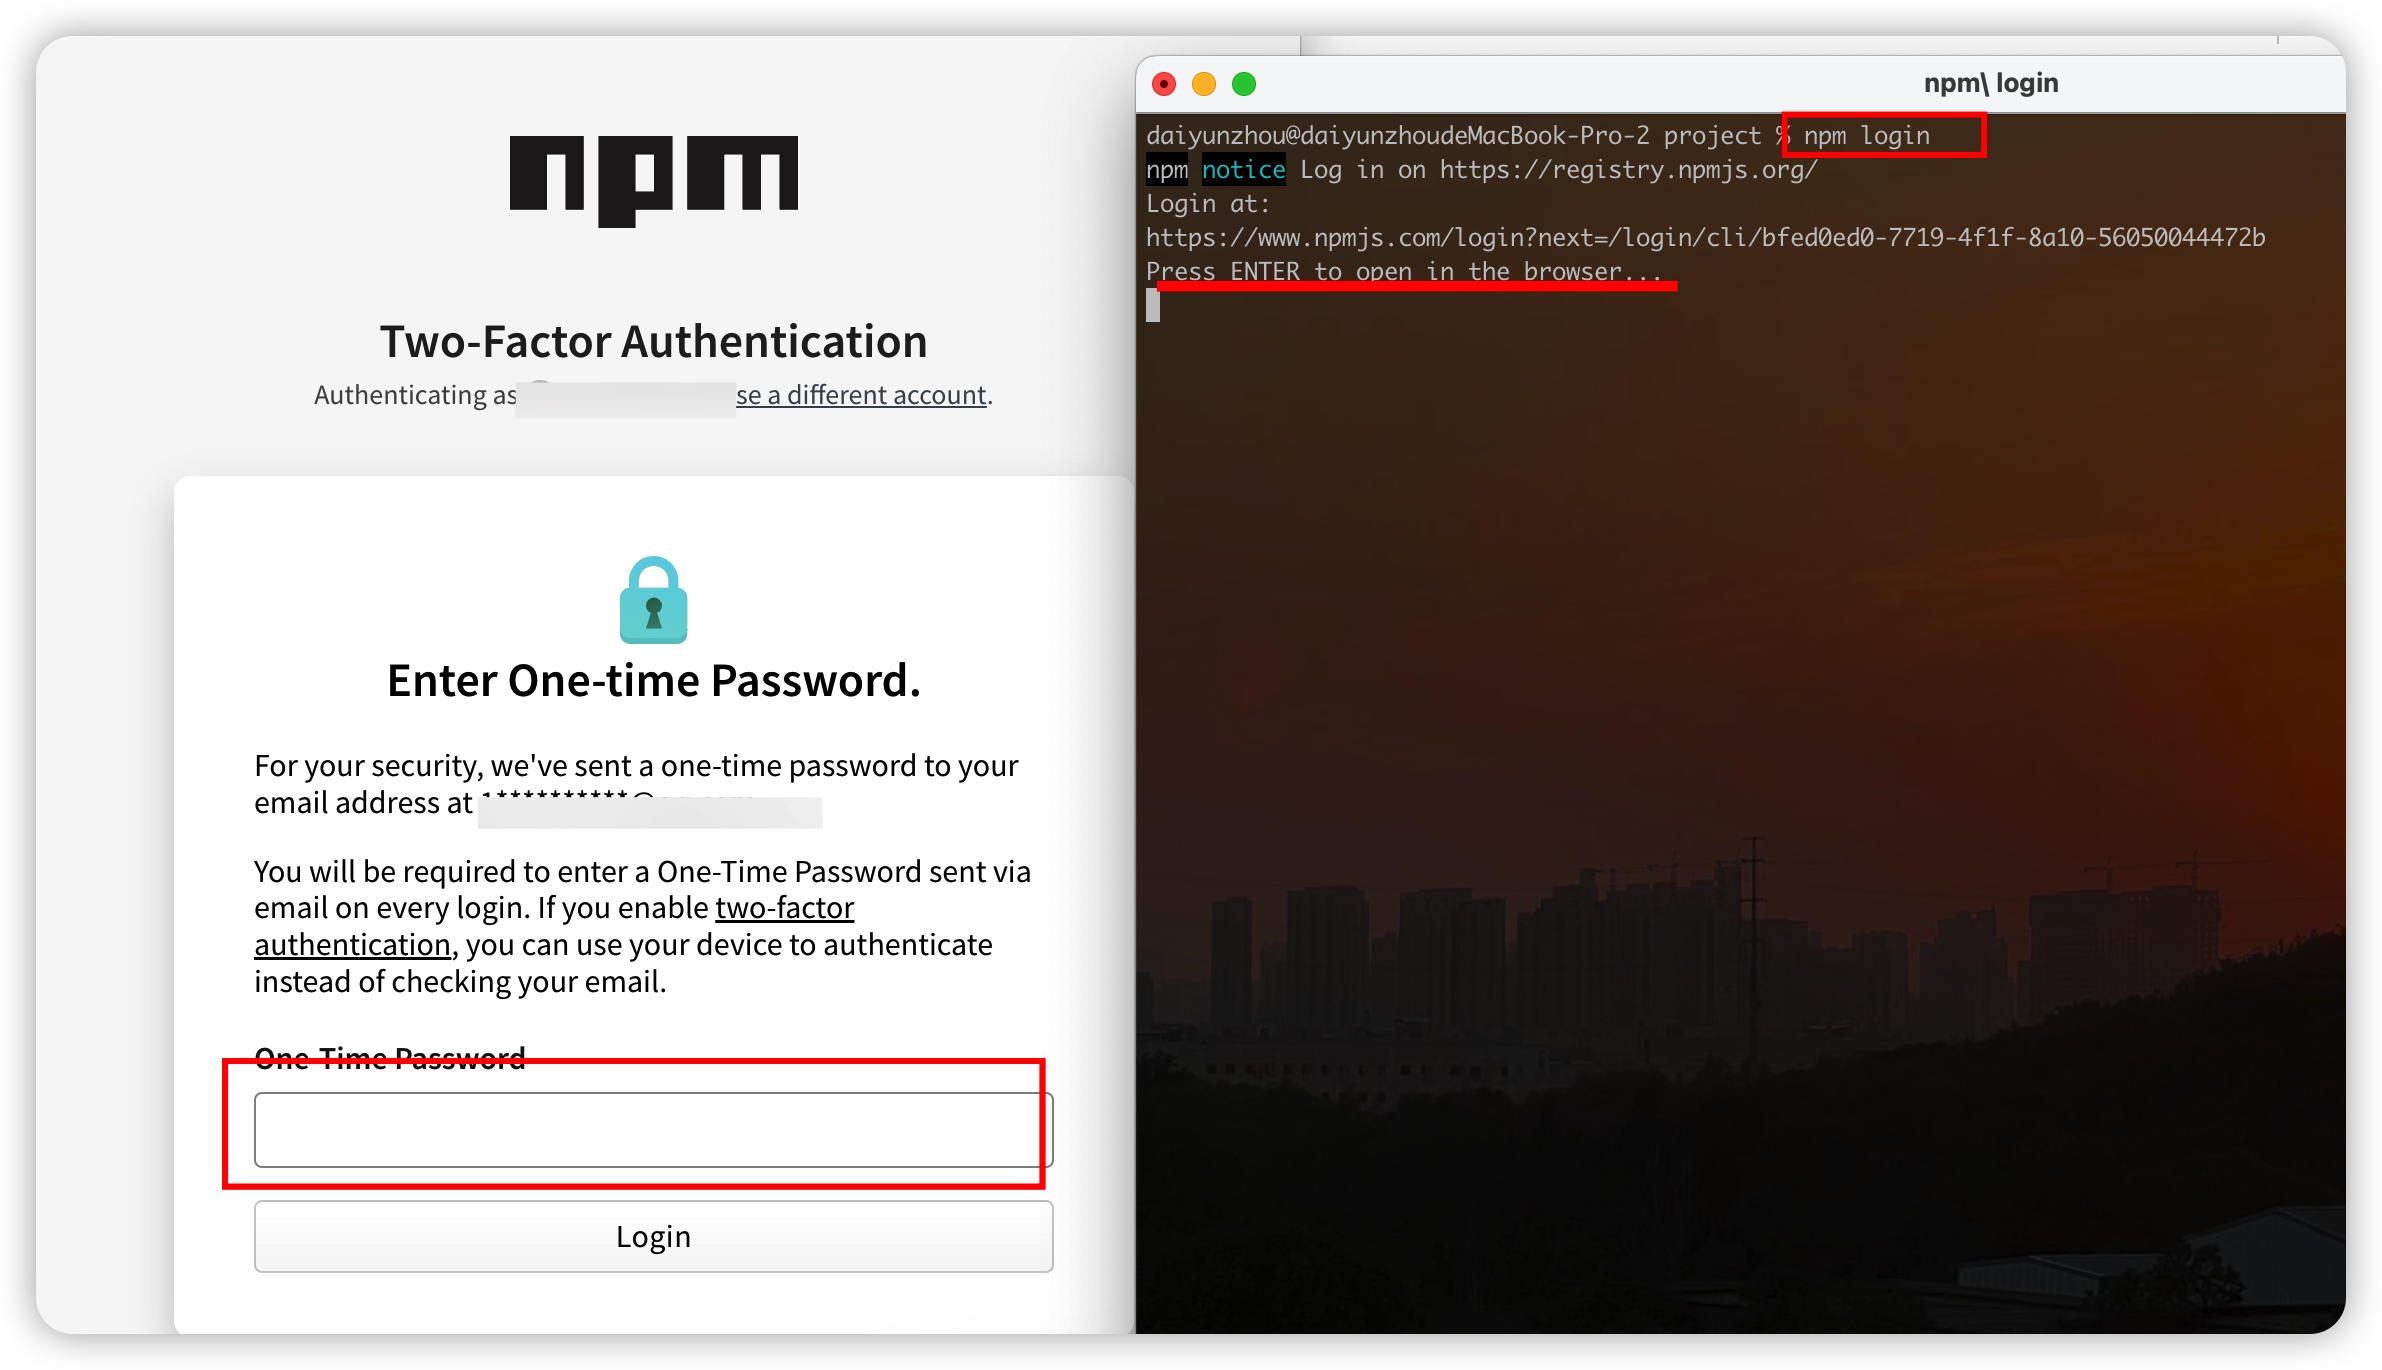 npm
Two-Factor Authentication
Authenticating as se a different account.
Enter One-time Password.
For your security, we've sent a one-time password to your
email address at
You will be required to enter a One-Time Password sent via
email on every login. If you enable two-factor
authentication, you can use your device to authenticate
instead of checking your email.
One-Time Password
Login
npm\ login
daiyunzhou@daiyunzhoudeMacBook-Pro-2 project % npm login
npm notice Log in on https://registry.npmjs.org/
Login at:
https://www.npmjs.com/login?next=/login/cli/bfed0ed0-7719-4f1f-8a10-56050044472b
Press ENTER to open in the browser...